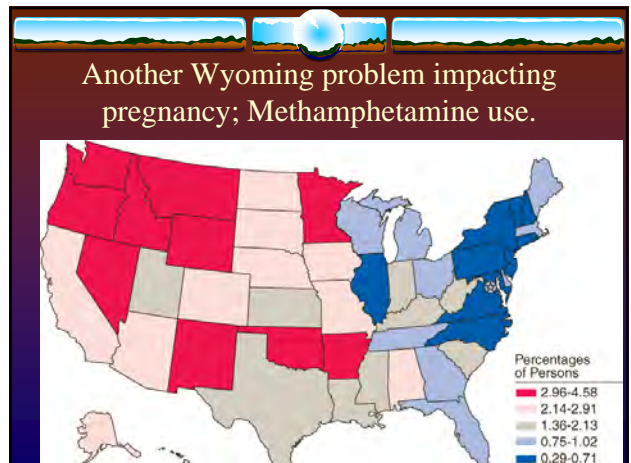 Another Wyoming problem impacting
pregnancy; Methamphetamine use.
Percentages
of Persons
2.96-4.58
2.14-2.91
1.36-2.13
0.75-1.02
0.29-0.71